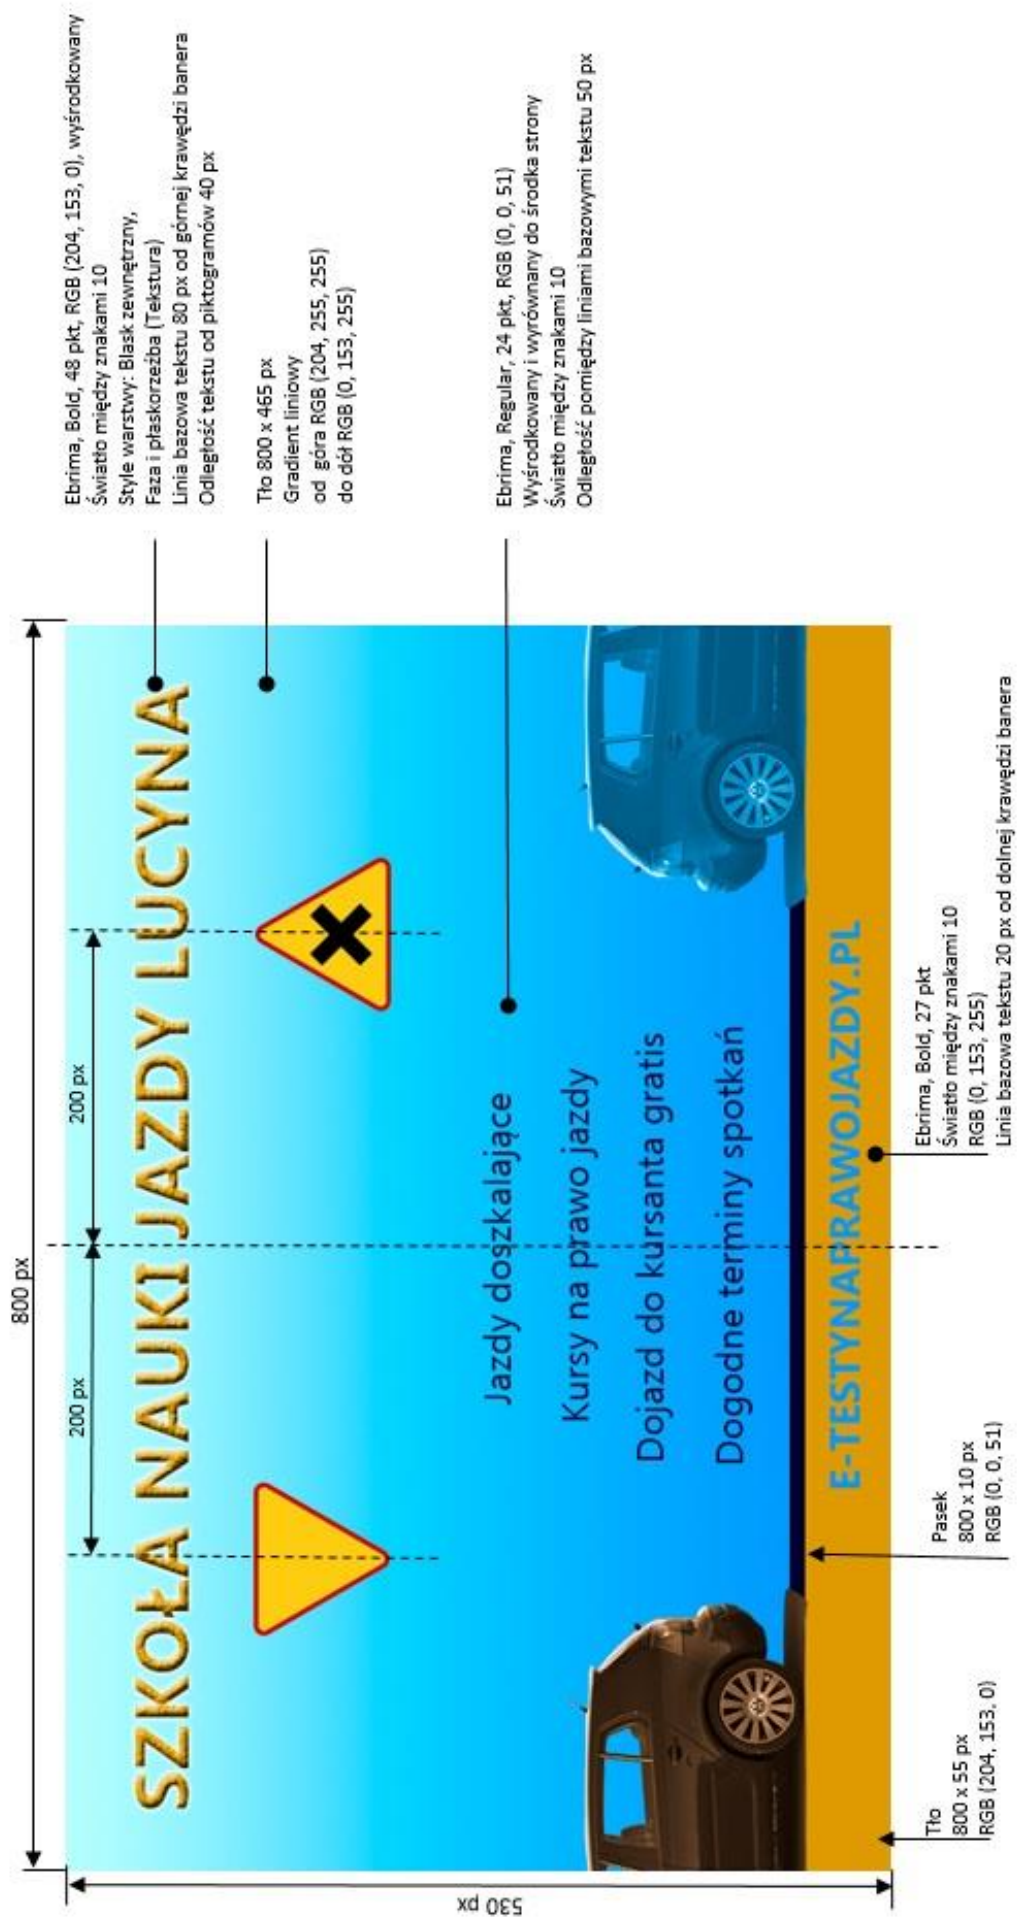 800 px
200 px
200 px
530 px
SZKOŁA NAUKI JAZDY LUCYNA
Jazdy doszkalające
Kursy na prawo jazdy
Dojazd do kursanta gratis
Dogodne terminy spotkań
E-TESTYNAPRAWOJAZDY.PL
Ebrima, Bold, 48 pkt, RGB (204, 153, 0), wyśrodkowany
Światło między znakami 10
Style warstwy: Blask zewnętrzny,
Faza i płaskorzeźba (Tekstura)
Linia bazowa tekstu 80 px od górnej krawędzi banera
Odległość tekstu od piktogramów 40 px
Tło 800 x 465 px
Gradient liniowy
od góra RGB (204, 255, 255)
do dół RGB (0, 153, 255)
Ebrima, Regular, 24 pkt, RGB (0, 0, 51)
Wyśrodkowany i wyrównany do środka strony
Światło między znakami 10
Odległość pomiędzy liniami bazowymi tekstu 50 px
Tło
800 x 55 px
RGB (204, 153, 0)
Pasek
800 x 10 px
RGB (0, 0, 51)
Ebrima, Bold, 27 pkt
Światło między znakami 10
RGB (0, 153, 255)
Linia bazowa tekstu 20 px od dolnej krawędzi banera